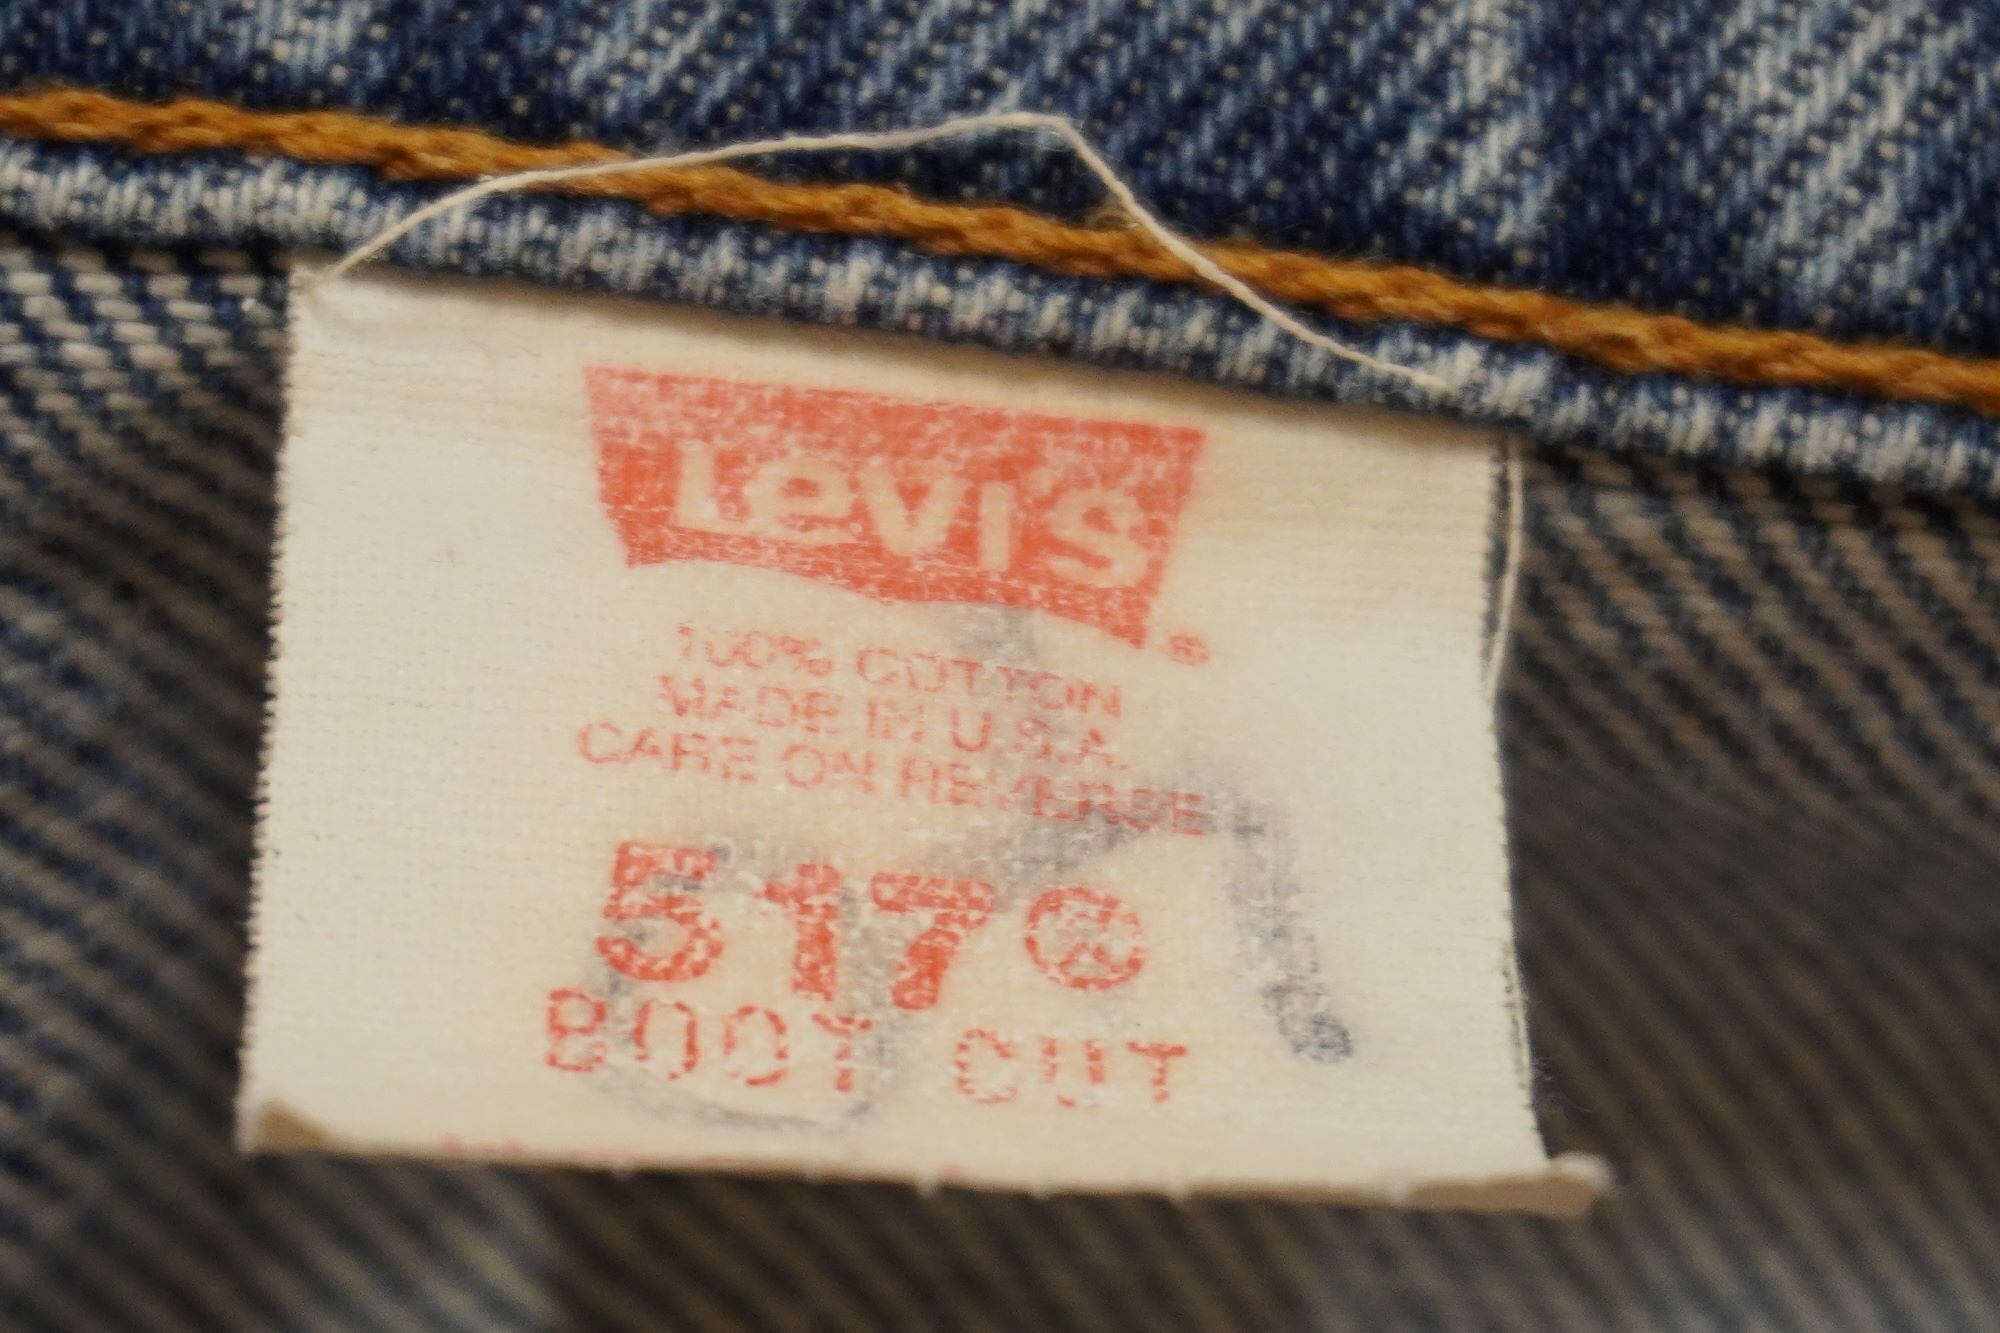 LEVI'S ®
100% COTTON
MADE IN U.S.A.
CARE ON REVERSE
517®
BOOT CUT